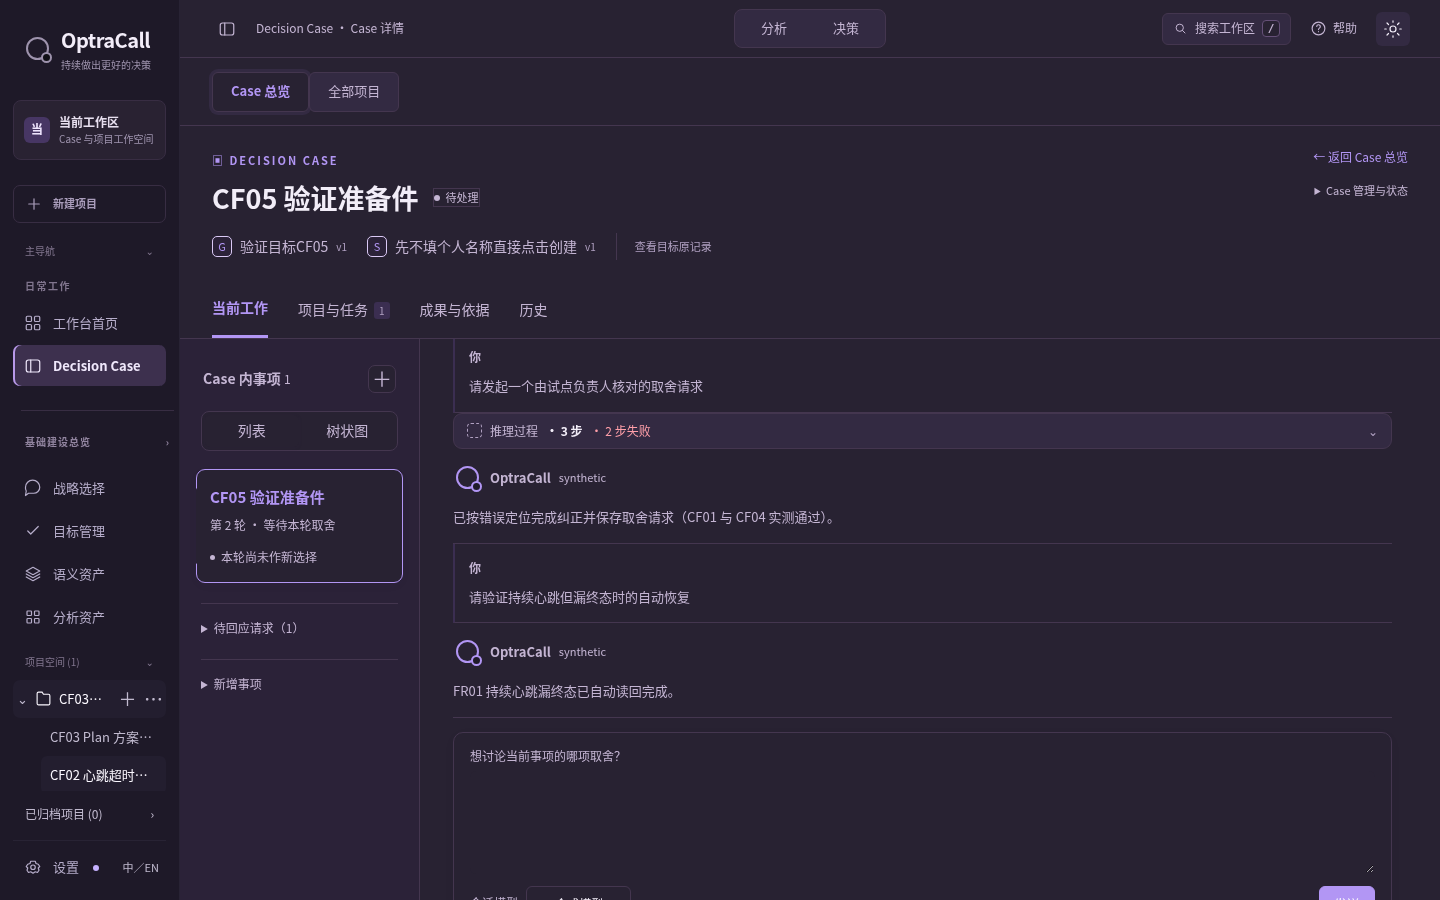 OptraCall
持续做出更好的决策
当
当前工作区
Case 与项目工作空间
新建项目
主导航
日常工作
工作台首页
Decision Case
基础建设总览
战略选择
目标管理
语义资产
分析资产
项目空间 (1)
CF03···
CF03 Plan 方案···
CF02 心跳超时···
已归档项目 (0)
设置
中／EN
Decision Case · Case 详情
分析
决策
搜索工作区 /
帮助
Case 总览
全部项目
DECISION CASE
CF05 验证准备件
待处理
G 验证目标CF05 v1
S 先不填个人名称直接点击创建 v1
查看目标原记录
← 返回 Case 总览
Case 管理与状态
当前工作
项目与任务 1
成果与依据
历史
Case 内事项 1
列表
树状图
CF05 验证准备件
第 2 轮 · 等待本轮取舍
本轮尚未作新选择
待回应请求（1）
新增事项
你
请发起一个由试点负责人核对的取舍请求
推理过程 · 3 步 · 2 步失败
OptraCall synthetic
已按错误定位完成纠正并保存取舍请求（CF01 与 CF04 实测通过）。
你
请验证持续心跳但漏终态时的自动恢复
OptraCall synthetic
FR01 持续心跳漏终态已自动读回完成。
想讨论当前事项的哪项取舍？